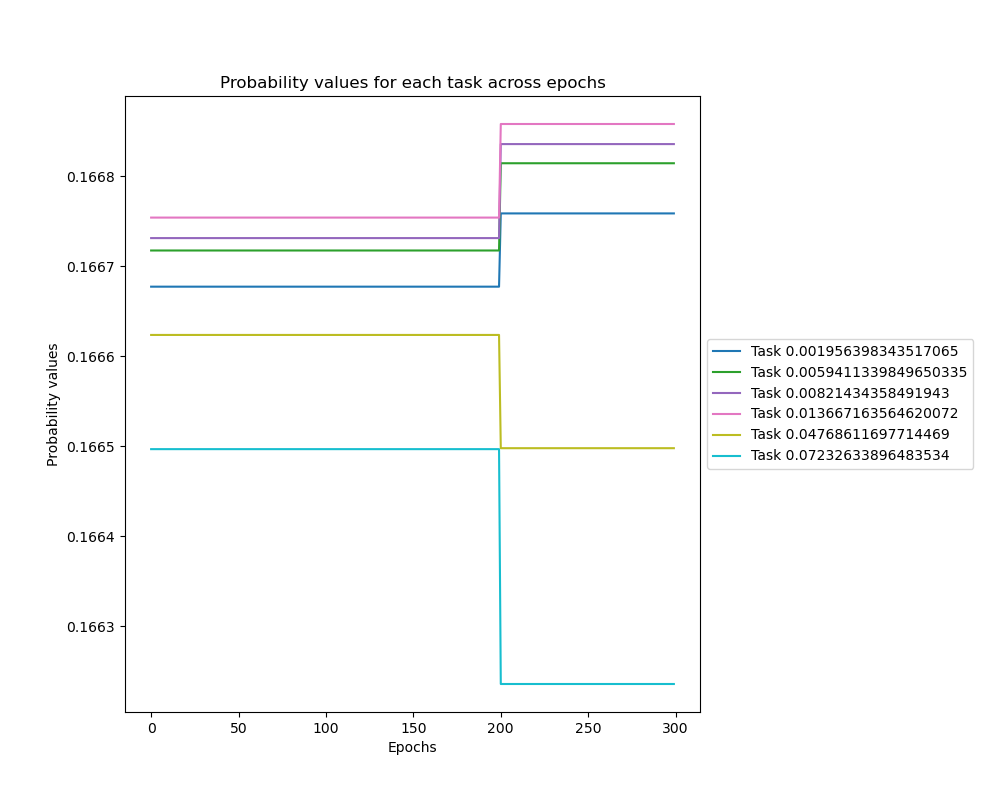 Probability values for each task across epochs
0.1668
0.1667
0.1666
0.1665
0.1664
0.1663
Probability values
0 50 100 150 200 250 300
Epochs
Task 0.001956398343517065
Task 0.0059411339849650335
Task 0.00821434358491943
Task 0.013667163564620072
Task 0.04768611697714469
Task 0.07232633896483534